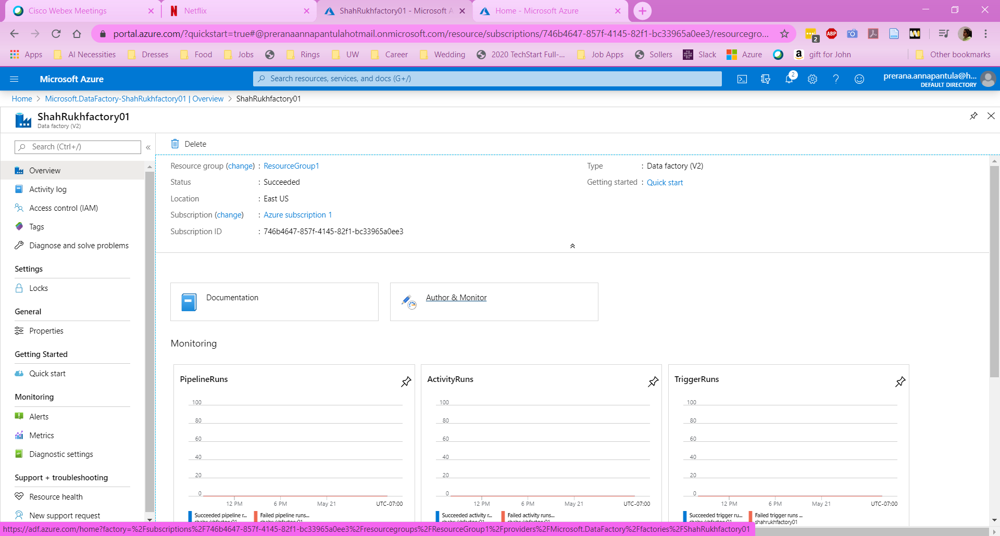 Cisco Webex Meetings
Netflix
ShahRukhfactory01 - Microsoft A
Home - Microsoft Azure
portal.azure.com/?quickstart=true#@preranaannapantulahotmail.onmicrosoft.com/resource/subscriptions/746b4647-857f-4145-82f1-bc33965a0ee3/resourcegro...
2
ABP
Apps
AI Necessities
Dresses
Food
Jobs
Rings
UW
Career
Wedding
2020 TechStart Full-...
Job Apps
Sollers
Slack
Azure
gift for John
Other bookmarks
Microsoft Azure
Search resources, services, and docs (G+/)
2
prerana.annapantula@h...
DEFAULT DIRECTORY
Home > Microsoft.DataFactory-ShahRukhfactory01 | Overview > ShahRukhfactory01
ShahRukhfactory01
Data factory (V2)
Search (Ctrl+/)
«
Delete
Overview
Activity log
Access control (IAM)
Tags
Diagnose and solve problems
Settings
Locks
General
Properties
Getting Started
Quick start
Monitoring
Alerts
Metrics
Diagnostic settings
Support + troubleshooting
Resource health
New support request
Resource group (change) : ResourceGroup1
Status : Succeeded
Location : East US
Subscription (change) : Azure subscription 1
Subscription ID : 746b4647-857f-4145-82f1-bc33965a0ee3
Type : Data factory (V2)
Getting started : Quick start
Documentation
Author & Monitor
Monitoring
PipelineRuns
100
80
60
40
20
0
12 PM 6 PM May 21 UTC-07:00
Succeeded pipeline r... Failed pipeline runs...
shahrukhfactory01 shahrukhfactory01
ActivityRuns
100
80
60
40
20
0
12 PM 6 PM May 21 UTC-07:00
Succeeded activity r... Failed activity runs...
shahrukhfactory01 shahrukhfactory01
TriggerRuns
100
80
60
40
20
0
12 PM 6 PM May 21 UTC-07:00
Succeeded trigger ru... Failed trigger runs ...
shahrukhfactory01 shahrukhfactory01
https://adf.azure.com/home?factory=%2Fsubscriptions%2F746b4647-857f-4145-82f1-bc33965a0ee3%2Fresourcegroups%2FResourceGroup1%2Fproviders%2FMicrosoft.DataFactory%2Ffactories%2FShahRukhfactory01